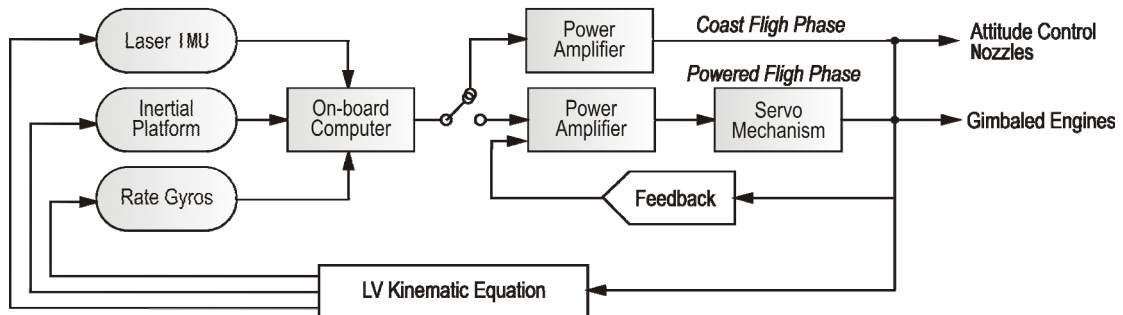 Laser IMU
Inertial
Platform
Rate Gyros
On-board
Computer
Power
Amplifier
Coast Fligh Phase
Attitude Control
Nozzles
Powered Fligh Phase
Power
Amplifier
Servo
Mechanism
Gimbaled Engines
Feedback
LV Kinematic Equation